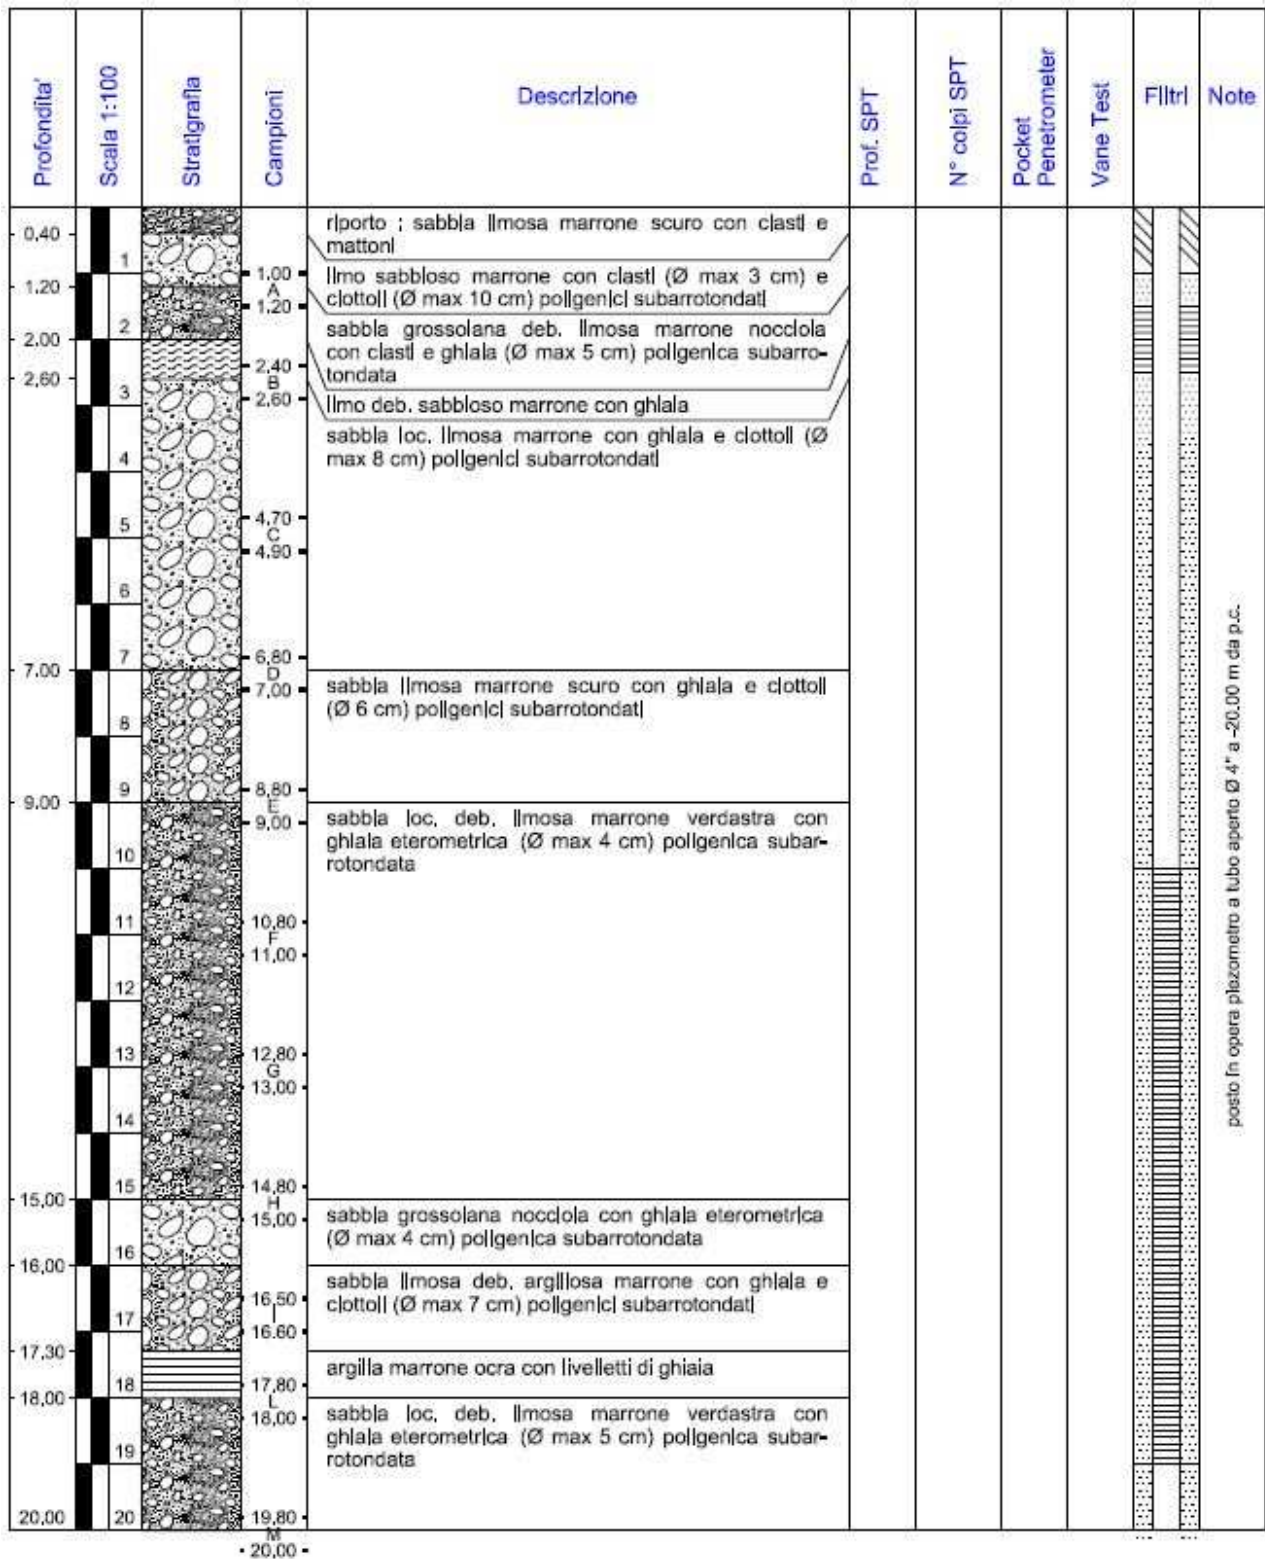 Profondita'
Scala 1:100
Stratigrafia
Campioni
Descrizione
Prof. SPT
N° colpi SPT
Pocket
Penetrometer
Vane Test
Filtri
Note
0,40
1,20
2,00
2,60
7,00
9,00
15,00
16,00
17,30
18,00
20,00
1
2
3
4
5
6
7
8
9
10
11
12
13
14
15
16
17
18
19
20
1,00
A
1,20
2,40
B
2,60
4,70
C
4,90
6,80
D
7,00
8,80
E
9,00
10,80
F
11,00
12,80
G
13,00
14,80
H
15,00
16,50
I
16,60
17,80
L
18,00
19,80
M
20,00
riporto ; sabbia limosa marrone scuro con clasti e
mattoni
limo sabbioso marrone con clasti (Ø max 3 cm) e
ciottoli (Ø max 10 cm) poligenici subarrotondati
sabbia grossolana deb. limosa marrone nocciola
con clasti e ghiaia (Ø max 5 cm) poligenica subarro-
tondata
limo deb. sabbioso marrone con ghiaia
sabbia loc. limosa marrone con ghiaia e ciottoli (Ø
max 8 cm) poligenici subarrotondati
sabbia limosa marrone scuro con ghiaia e ciottoli
(Ø 6 cm) poligenici subarrotondati
sabbia loc. deb. limosa marrone verdastra con
ghiaia eterometrica (Ø max 4 cm) poligenica subar-
rotondata
sabbia grossolana nocciola con ghiaia eterometrica
(Ø max 4 cm) poligenica subarrotondata
sabbia limosa deb. argillosa marrone con ghiaia e
ciottoli (Ø max 7 cm) poligenici subarrotondati
argilla marrone ocra con livelletti di ghiaia
sabbia loc. deb. limosa marrone verdastra con
ghiaia eterometrica (Ø max 5 cm) poligenica subar-
rotondata
posto in opera piezometro a tubo aperto Ø 4" a -20.00 m da p.c.